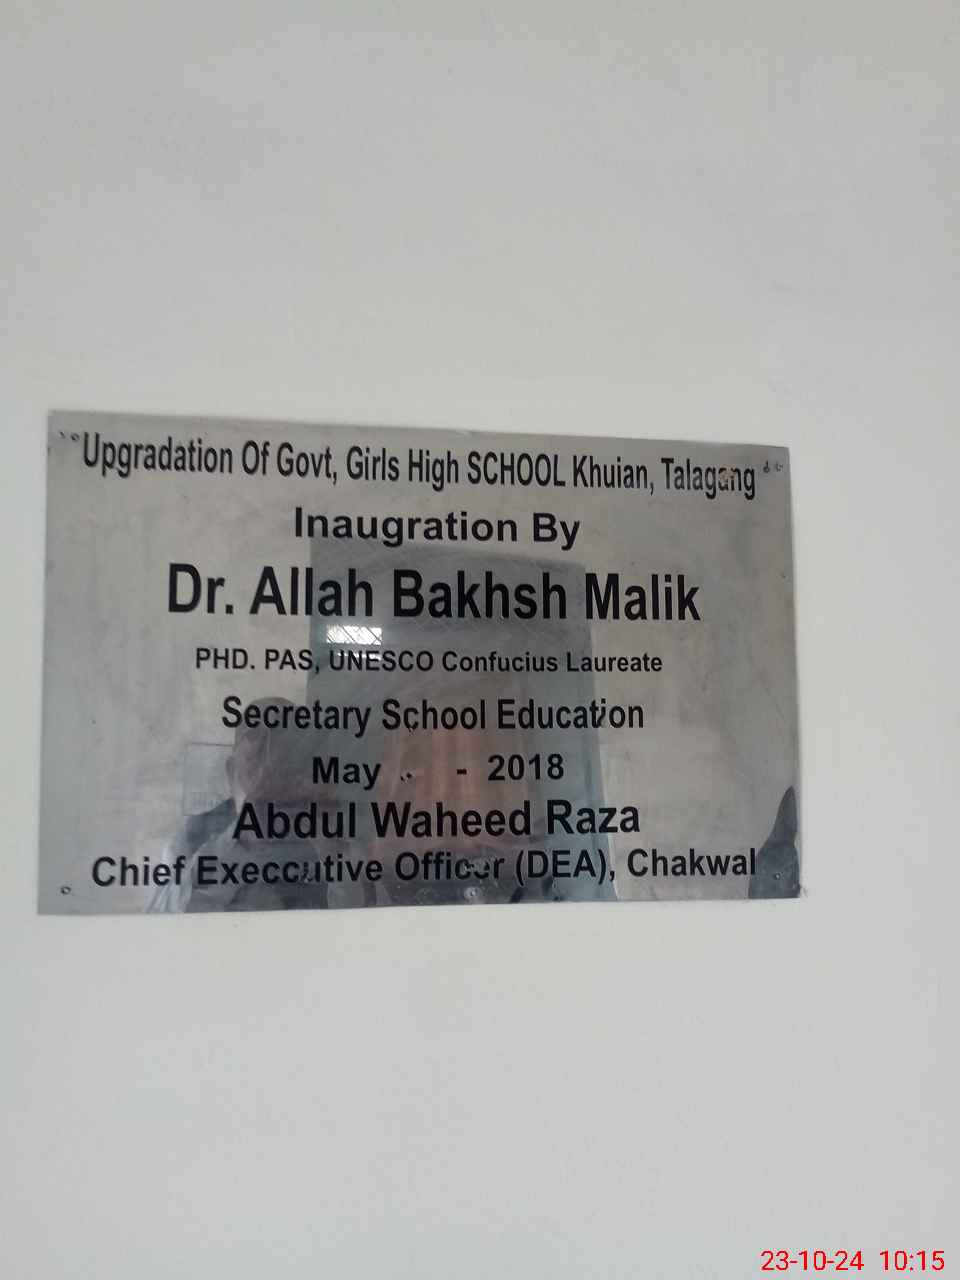 "Upgradation Of Govt, Girls High SCHOOL Khuian, Talagang"
Inaugration By
Dr. Allah Bakhsh Malik
PHD. PAS, UNESCO Confucius Laureate
Secretary School Education
May - 2018
Abdul Waheed Raza
Chief Execcutive Officer (DEA), Chakwal
23-10-24 10:15